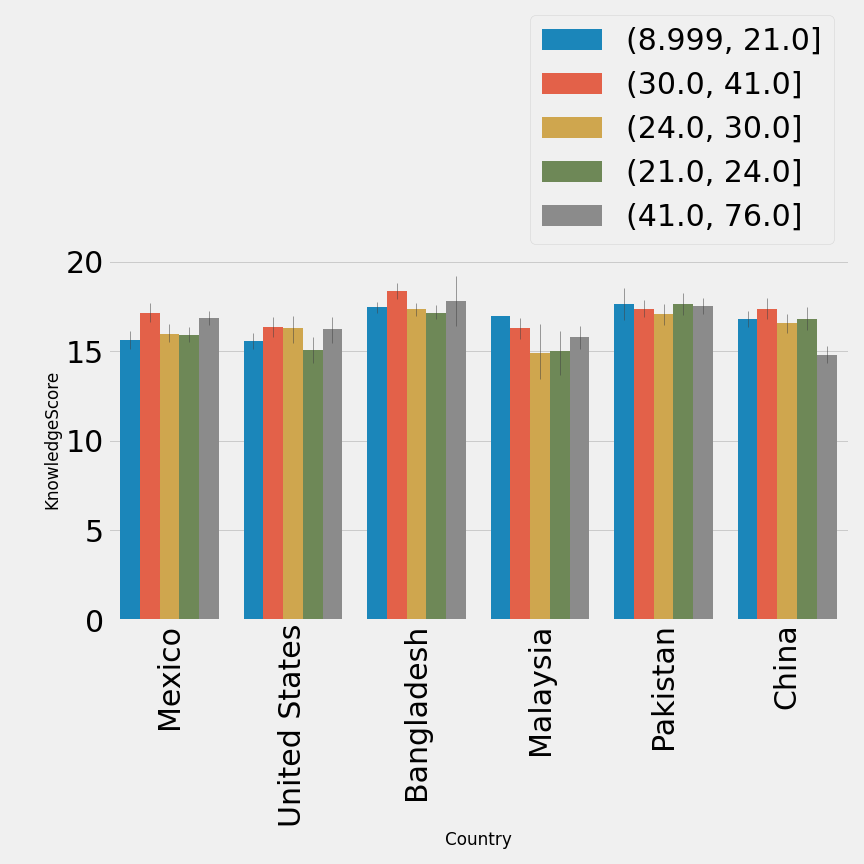 (8.999, 21.0]
(30.0, 41.0]
(24.0, 30.0]
(21.0, 24.0]
(41.0, 76.0]
20
15
10
5
0
KnowledgeScore
Mexico
United States
Bangladesh
Malaysia
Pakistan
China
Country